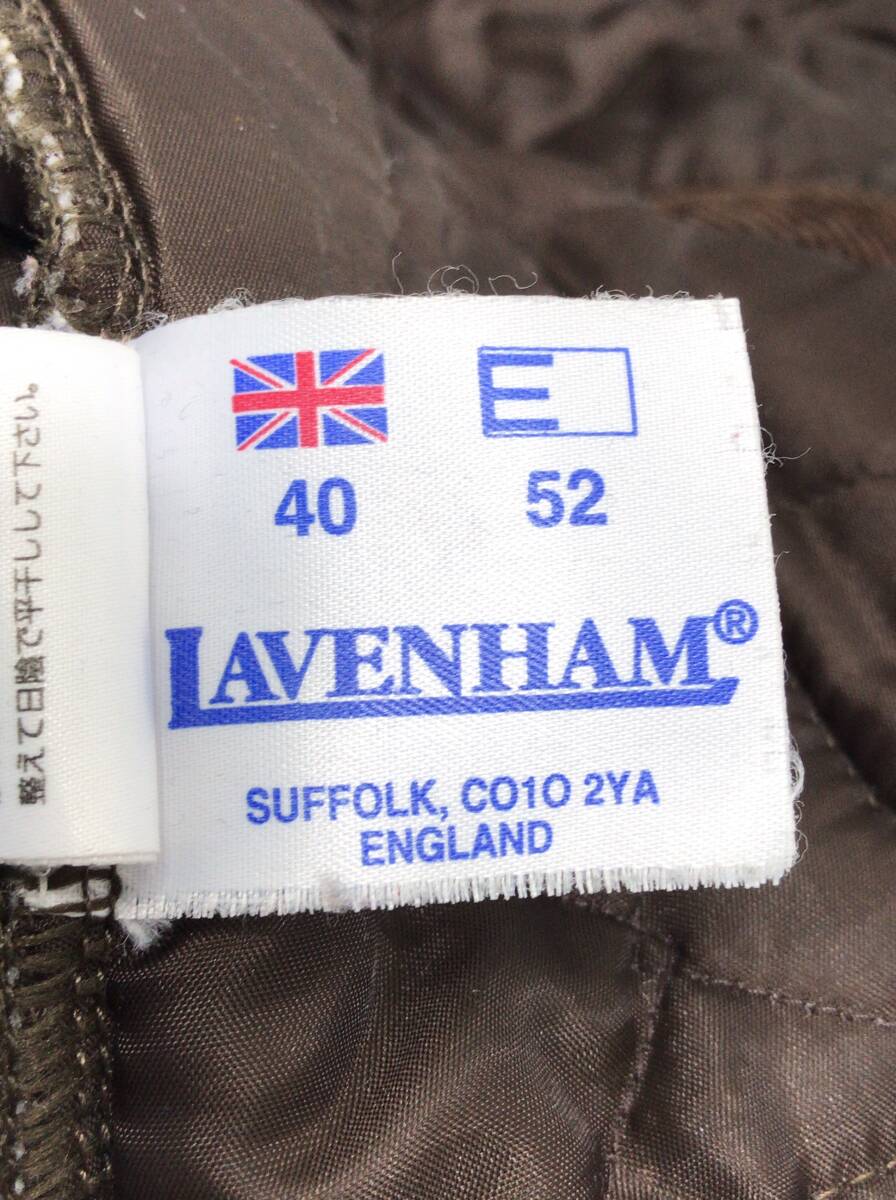 40 52
LAVENHAM®
SUFFOLK, CO1O 2YA
ENGLAND
整えて日陰で平干しして下さい。